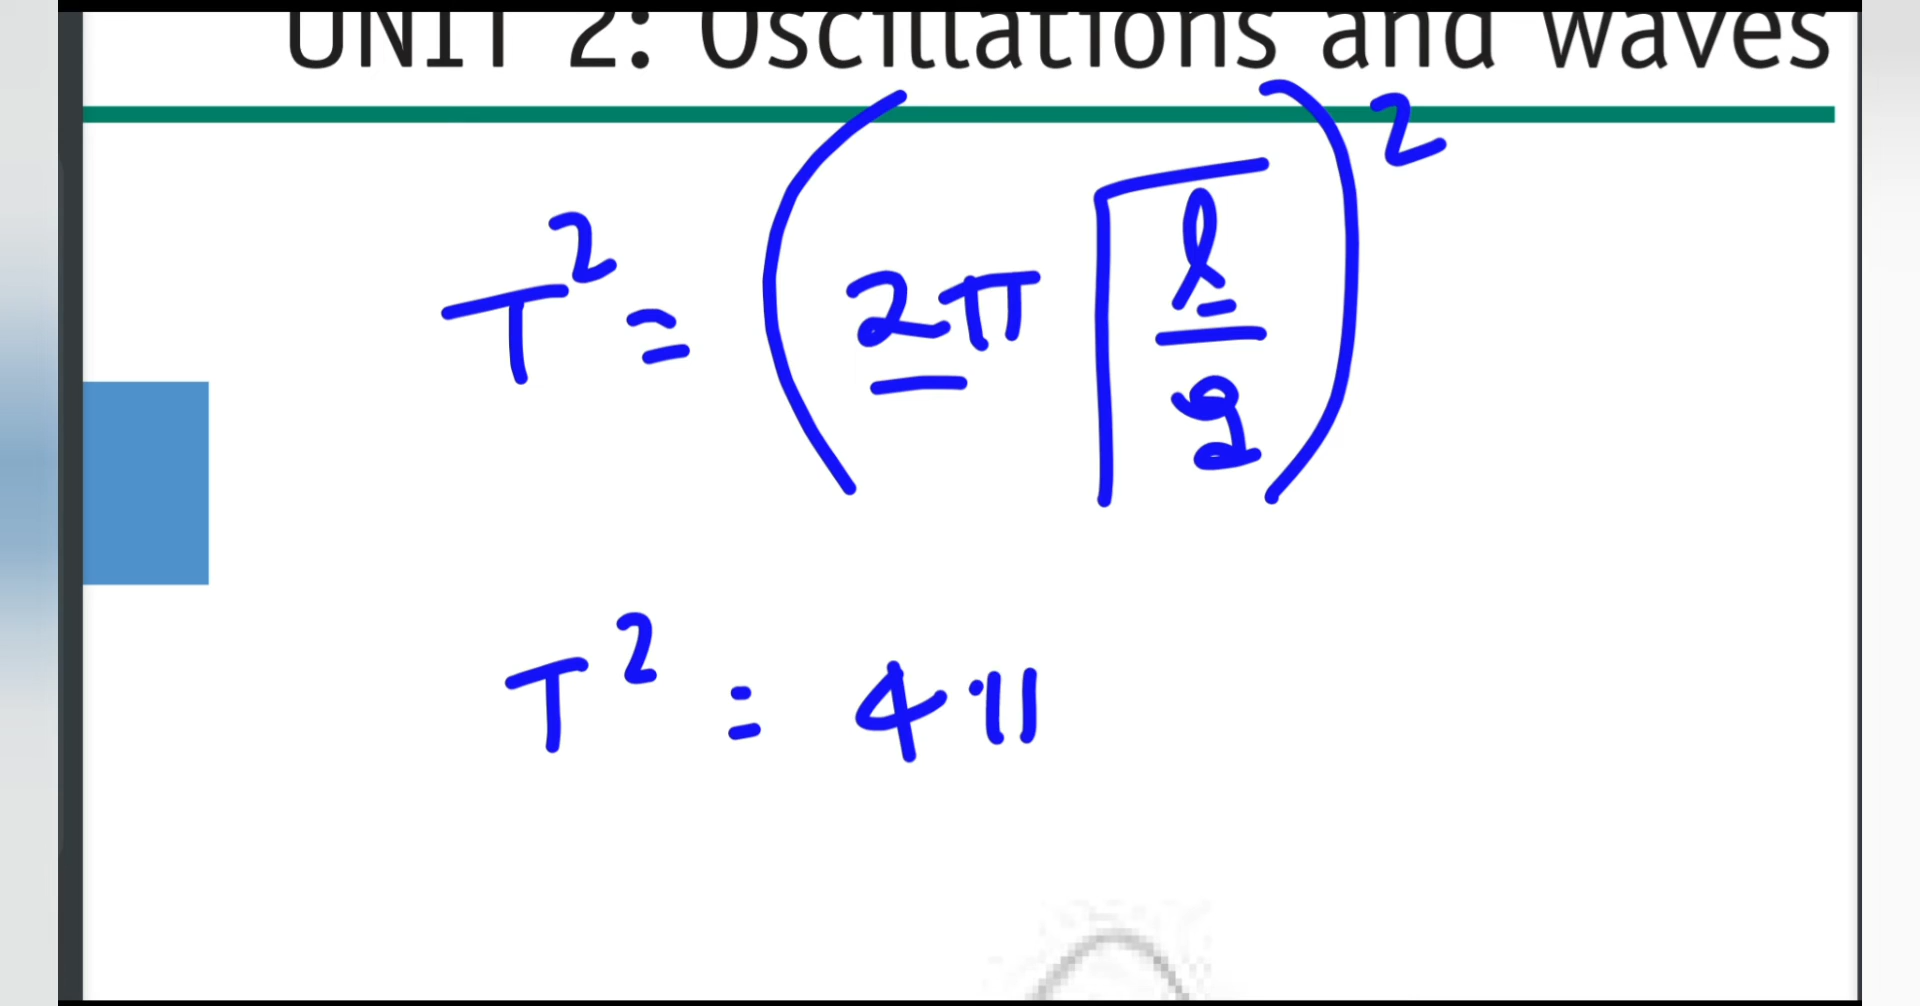 UNIT 2: Oscillations and Waves
T² = (2π √(l/g))²
T² = 4π